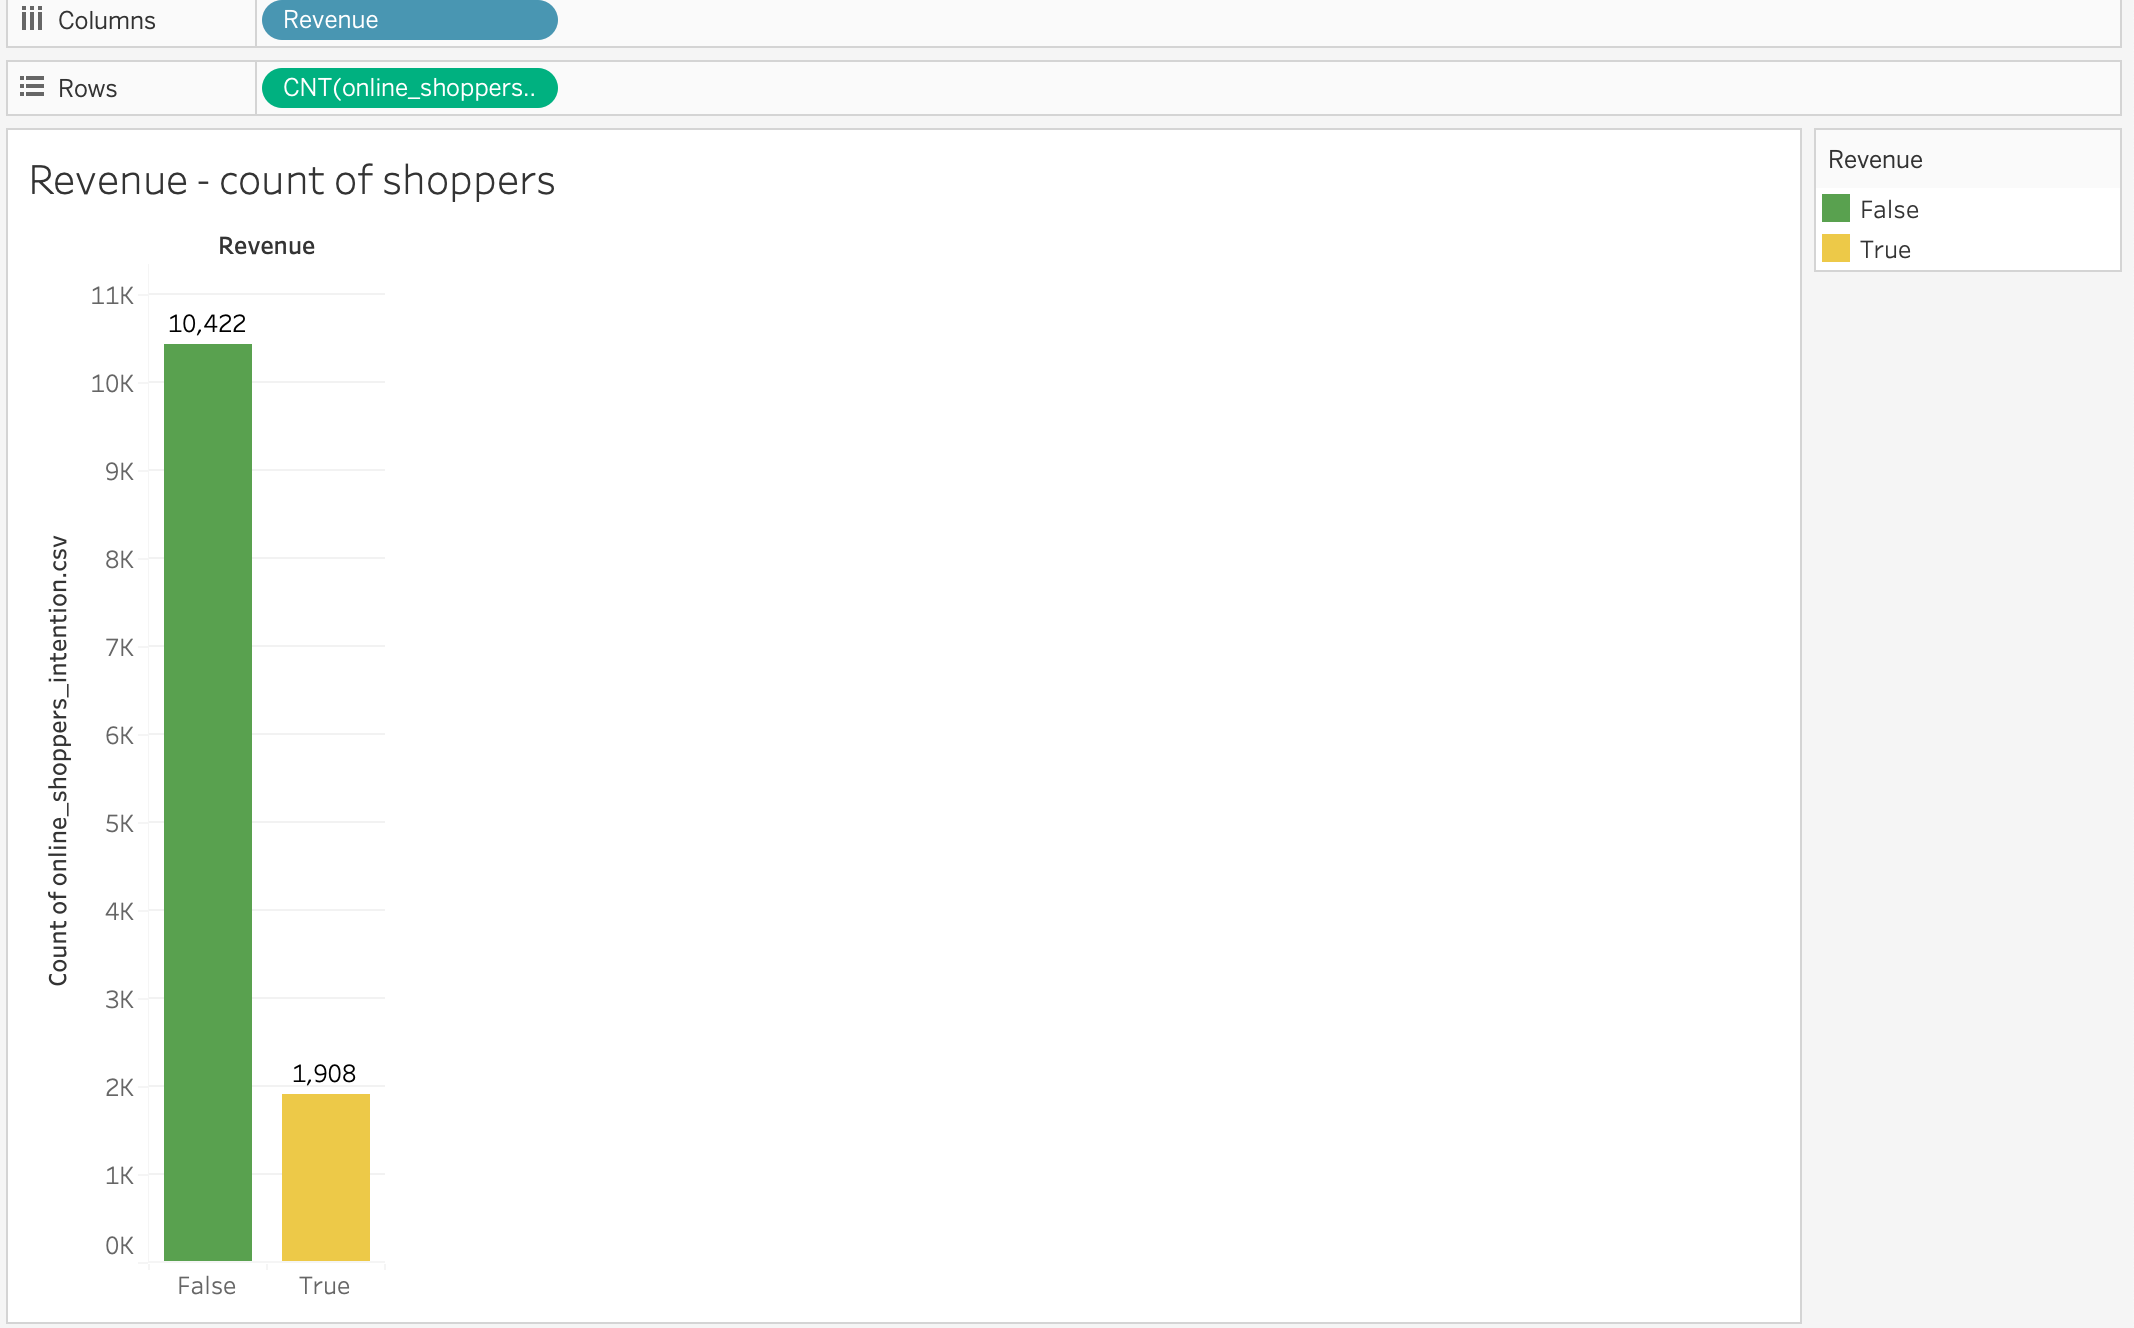 Columns
Revenue
Rows
CNT(online_shoppers..
Revenue - count of shoppers
Revenue
11K
10K
9K
8K
7K
6K
5K
4K
3K
2K
1K
0K
Count of online_shoppers_intention.csv
10,422
1,908
False
True
Revenue
False
True